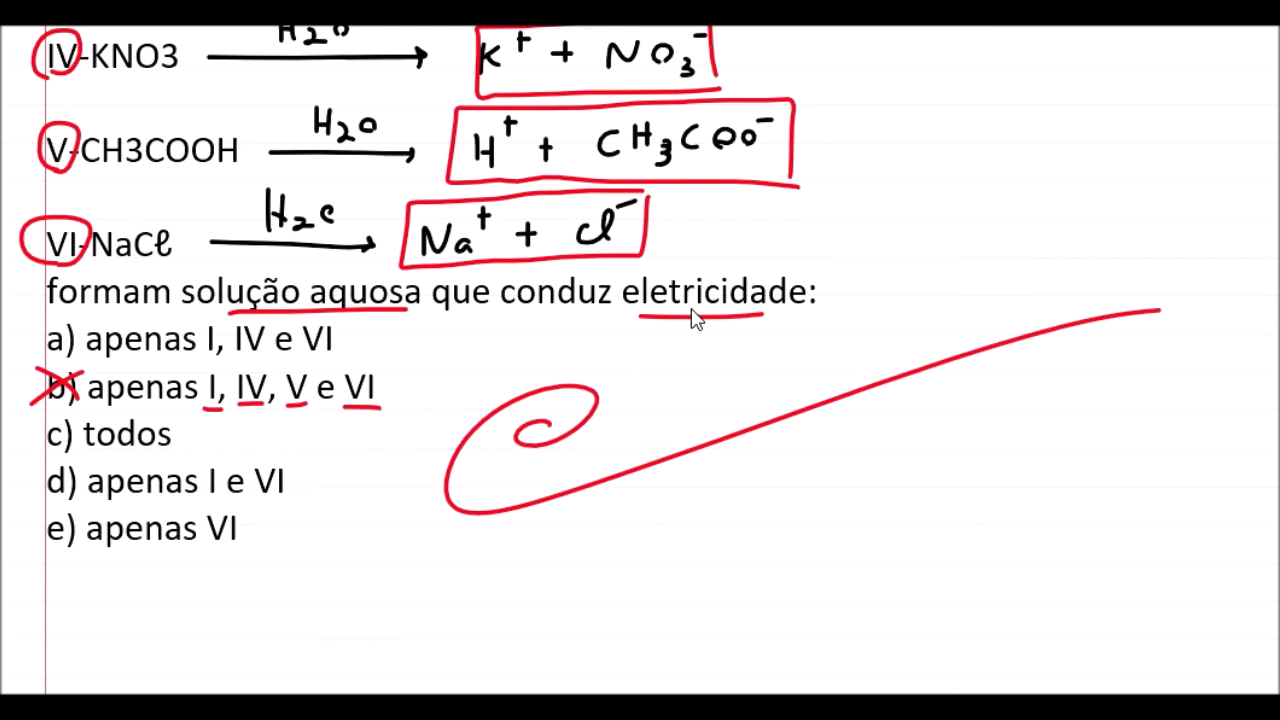 H2O
IV-KNO3 K+ + NO3-
H2O
V-CH3COOH H+ + CH3COO-
H2O
VI-NaCℓ Na+ + Cl-
formam solução aquosa que conduz eletricidade:
a) apenas I, IV e VI
b) apenas I, IV, V e VI
c) todos
d) apenas I e VI
e) apenas VI